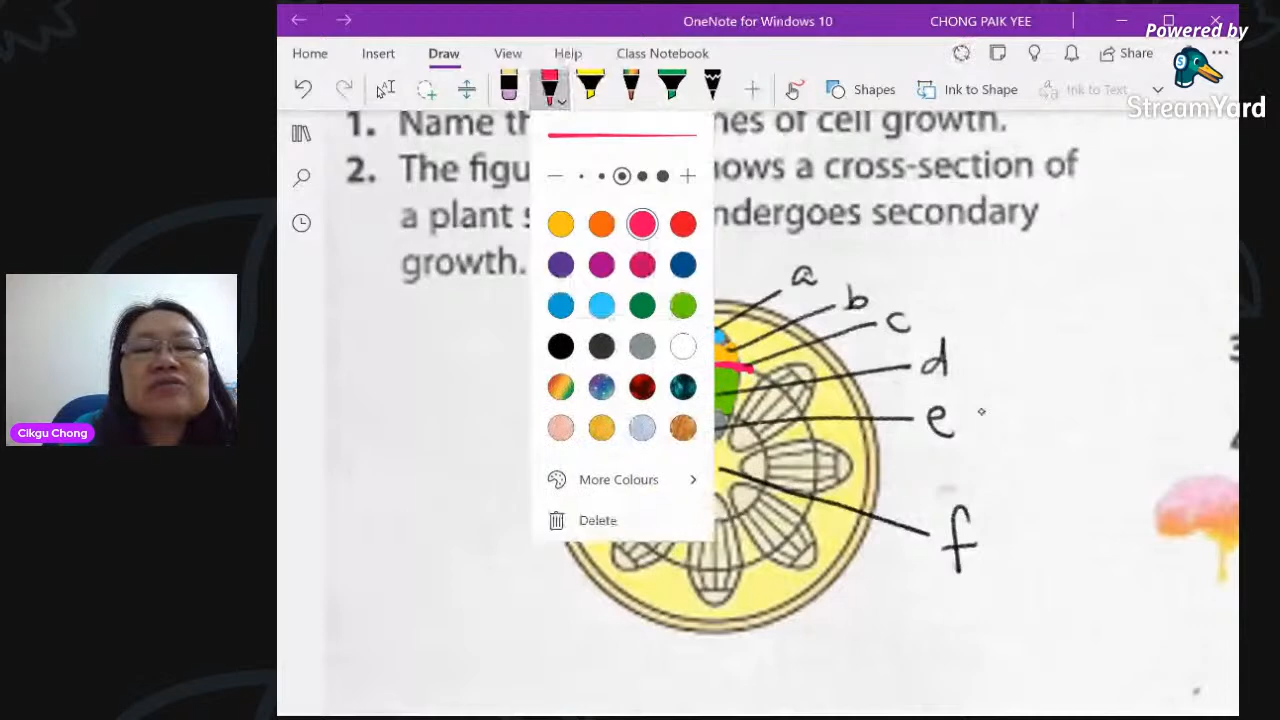 OneNote for Windows 10
CHONG PAIK YEE
Powered by
StreamYard
Home
Insert
Draw
View
Help
Class Notebook
Share
Shapes
Ink to Shape
Ink to Text
1. Name th nes of cell growth.
2. The figu ows a cross-section of
a plant s ndergoes secondary
growth.
a
b
c
d
e
f
More Colours
Delete
Cikgu Chong